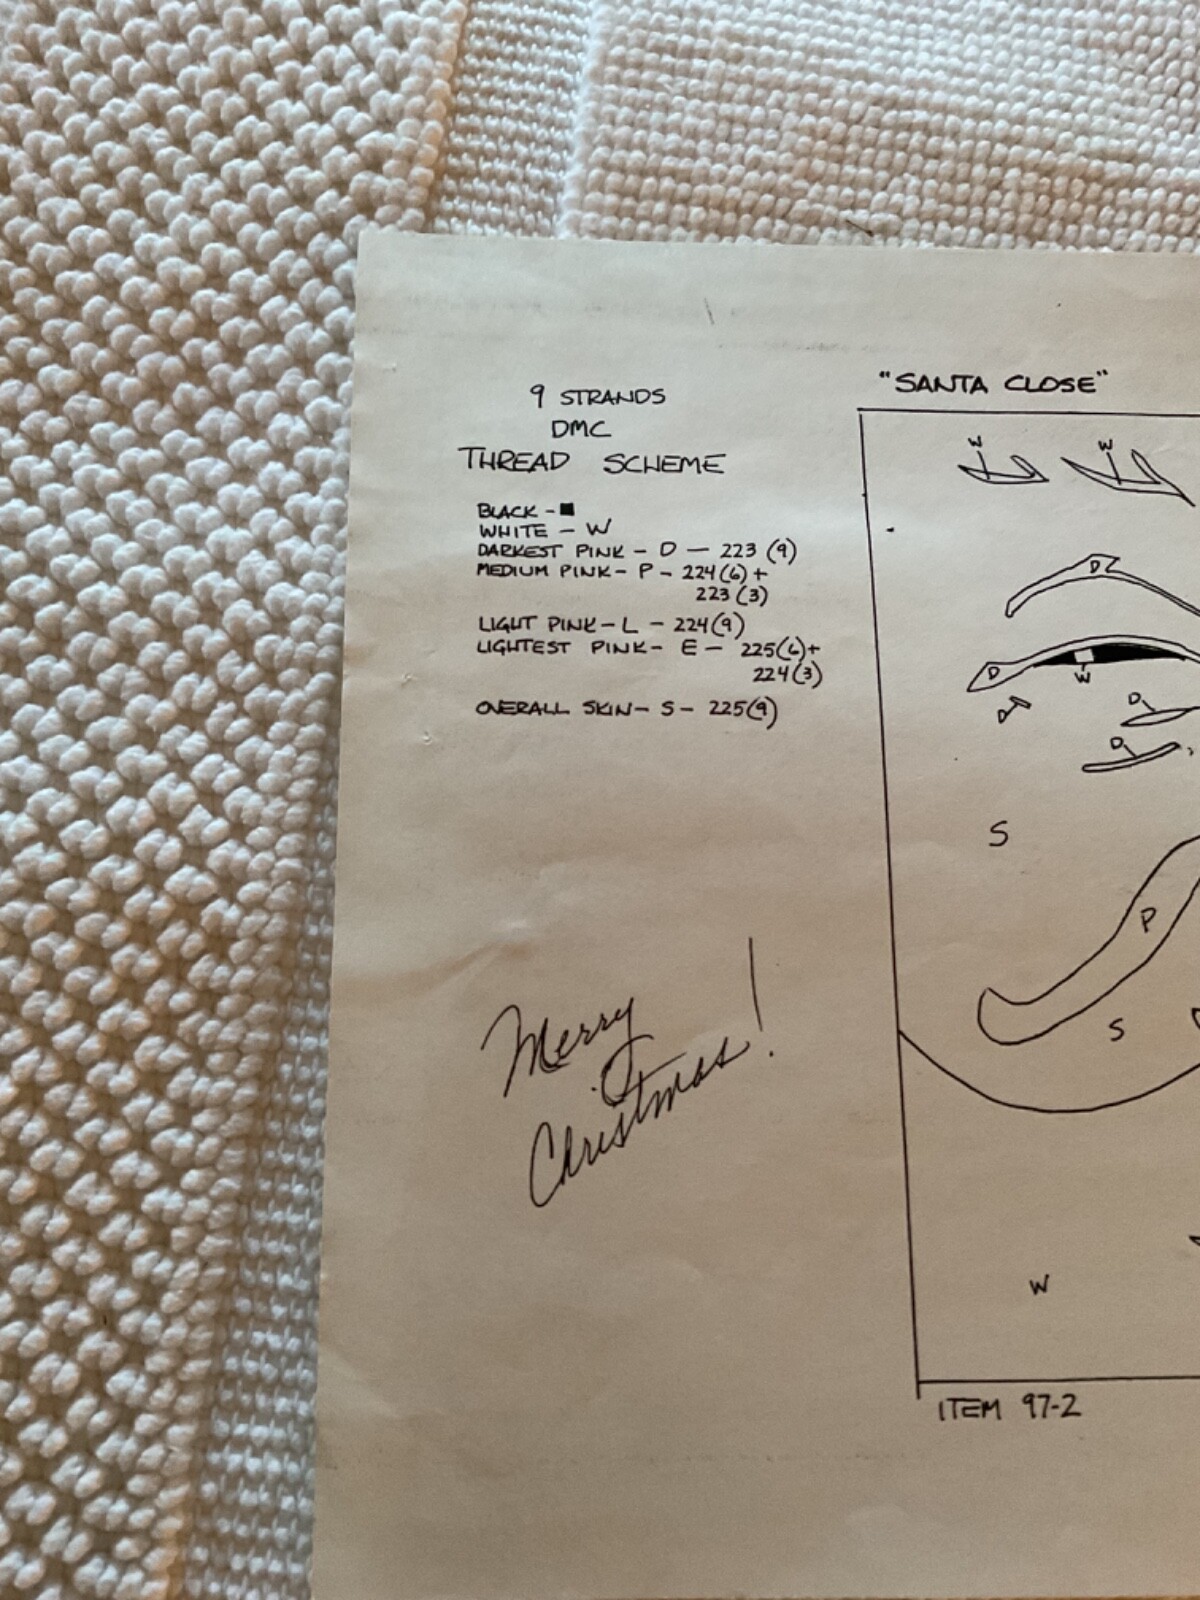 9 STRANDS
DMC
THREAD SCHEME
BLACK - ■
WHITE - W
DARKEST PINK - D - 223 (9)
MEDIUM PINK - P - 224 (6) +
223 (3)
LIGHT PINK - L - 224 (9)
LIGHTEST PINK - E - 225 (6) +
224 (3)
OVERALL SKIN - S - 225 (9)
Merry
Christmas!
"SANTA CLOSE"
W W
D
D
W
D
D
D
S
P
S
W
ITEM 97-2